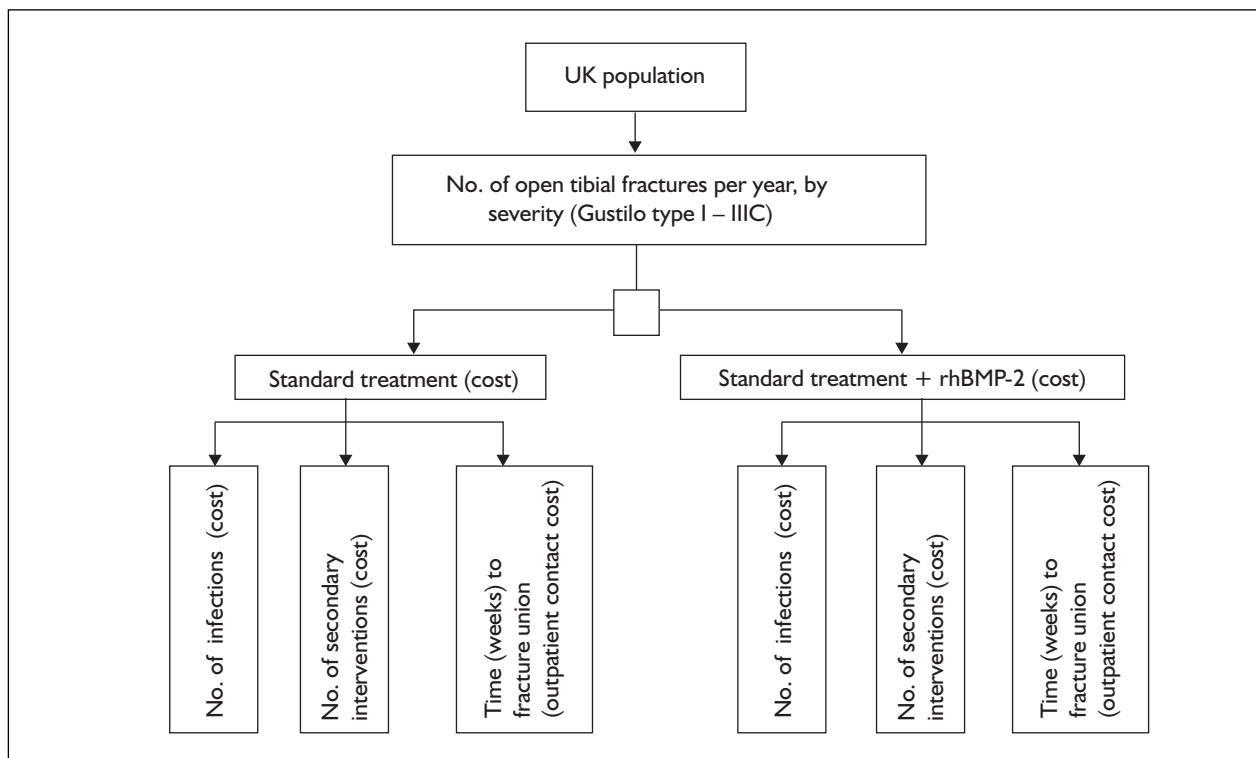 UK population
No. of open tibial fractures per year, by
severity (Gustilo type I – IIIC)
Standard treatment (cost)
Standard treatment + rhBMP-2 (cost)
No. of infections (cost)
No. of secondary
interventions (cost)
Time (weeks) to
fracture union
(outpatient contact cost)
No. of infections (cost)
No. of secondary
interventions (cost)
Time (weeks) to
fracture union
(outpatient contact cost)